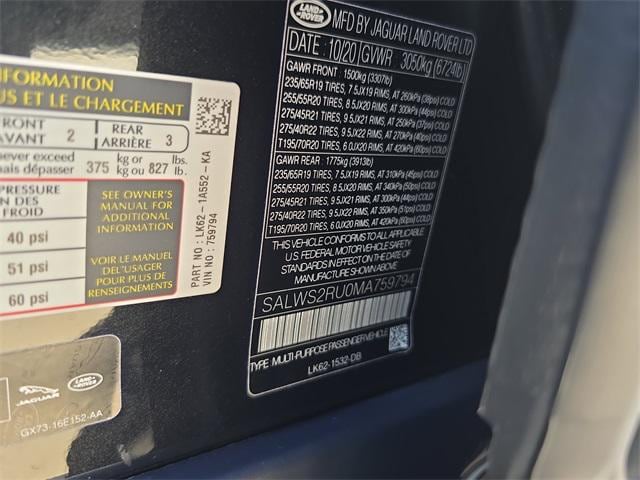 INFORMATION
US ET LE CHARGEMENT
FRONT
AVANT 2 REAR
ARRIÈRE 3
never exceed
mais dépasser 375 kg or kg ou 827 lbs. lb.
PRESSURE
ION DES
FROID
40 psi
51 psi
60 psi
SEE OWNER'S
MANUAL FOR
ADDITIONAL
INFORMATION
VOIR LE MANUEL
DE L'USAGER
POUR PLUS DE
RENSEIGNEMENTS
PART NO : LK62-1A552-KA
VIN NO : 759794
JAGUAR
LAND ROVER
GX73-16E152-AA
LAND ROVER
MFD BY JAGUAR LAND ROVER LTD
DATE : 10/20 GVWR 3050kg (6724lb)
GAWR FRONT : 1500kg (3307lb)
235/65R19 TIRES, 7.5JX19 RIMS, AT 260kPa (38psi) COLD
255/55R20 TIRES, 8.5JX20 RIMS, AT 300kPa (44psi) COLD
275/45R21 TIRES, 9.5JX21 RIMS, AT 250kPa (37psi) COLD
275/40R22 TIRES, 9.5JX22 RIMS, AT 270kPa (40psi) COLD
T195/70R20 TIRES, 6.0JX20 RIMS, AT 420kPa (60psi) COLD
GAWR REAR : 1775kg (3913lb)
235/65R19 TIRES, 7.5JX19 RIMS, AT 310kPa (45psi) COLD
255/55R20 TIRES, 8.5JX20 RIMS, AT 340kPa (50psi) COLD
275/45R21 TIRES, 9.5JX21 RIMS, AT 300kPa (44psi) COLD
275/40R22 TIRES, 9.5JX22 RIMS, AT 350kPa (51psi) COLD
T195/70R20 TIRES, 6.0JX20 RIMS, AT 420kPa (60psi) COLD
THIS VEHICLE CONFORMS TO ALL APPLICABLE
U.S FEDERAL MOTOR VEHICLE SAFETY
STANDARDS IN EFFECT ON THE DATE OF
MANUFACTURE SHOWN ABOVE
SALWS2RU0MA759794
TYPE: MULTI-PURPOSE PASSENGER VEHICLE
LK62-1532-DB